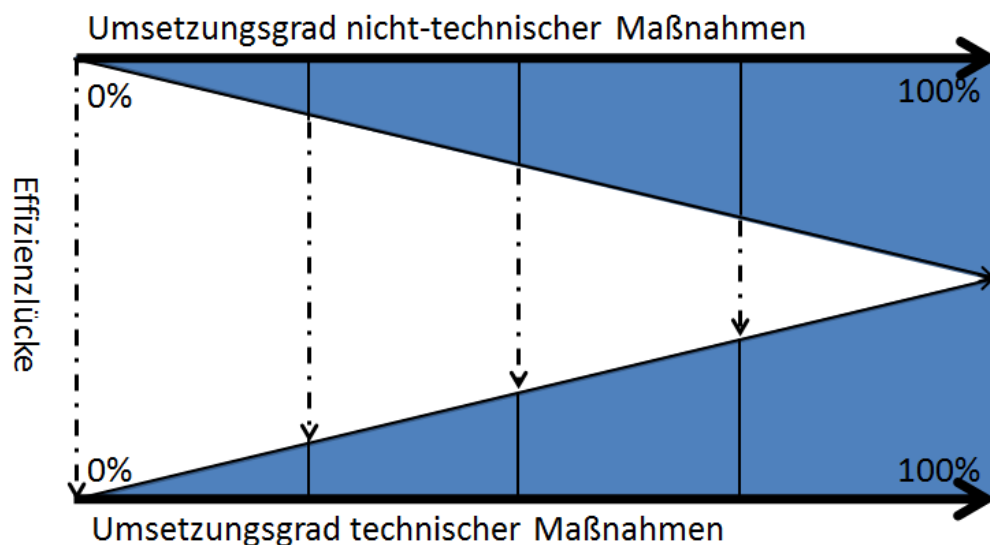 Umsetzungsgrad nicht-technischer Maßnahmen
0%
100%
Effizienzlücke
0%
100%
Umsetzungsgrad technischer Maßnahmen